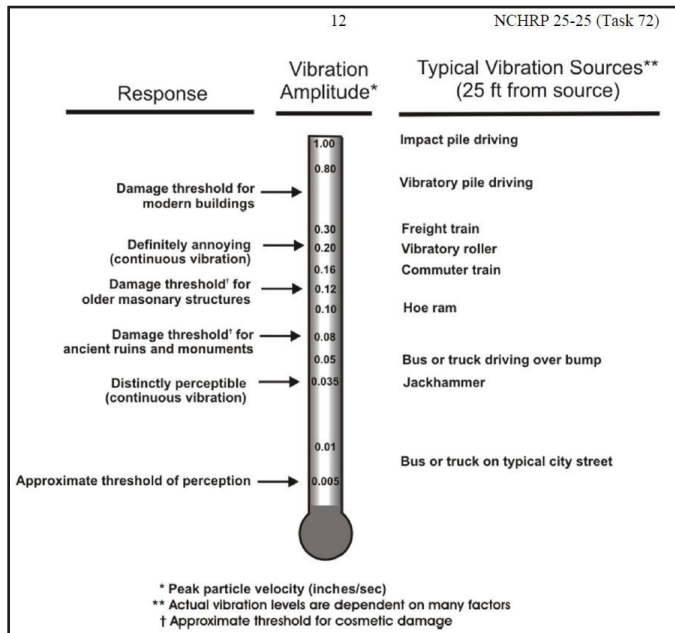 12
NCHRP 25-25 (Task 72)
Response
Vibration
Amplitude*
Typical Vibration Sources**
(25 ft from source)
1.00
Impact pile driving
0.80
Vibratory pile driving
Damage threshold for
modern buildings
0.30
Freight train
Definitely annoying
(continuous vibration)
0.20
Vibratory roller
0.16
Commuter train
Damage threshold† for
older masonary structures
0.12
0.10
Hoe ram
Damage threshold† for
ancient ruins and monuments
0.08
0.05
Bus or truck driving over bump
Distinctly perceptible
(continuous vibration)
0.035
Jackhammer
0.01
Bus or truck on typical city street
Approximate threshold of perception
0.005
* Peak particle velocity (inches/sec)
** Actual vibration levels are dependent on many factors
† Approximate threshold for cosmetic damage